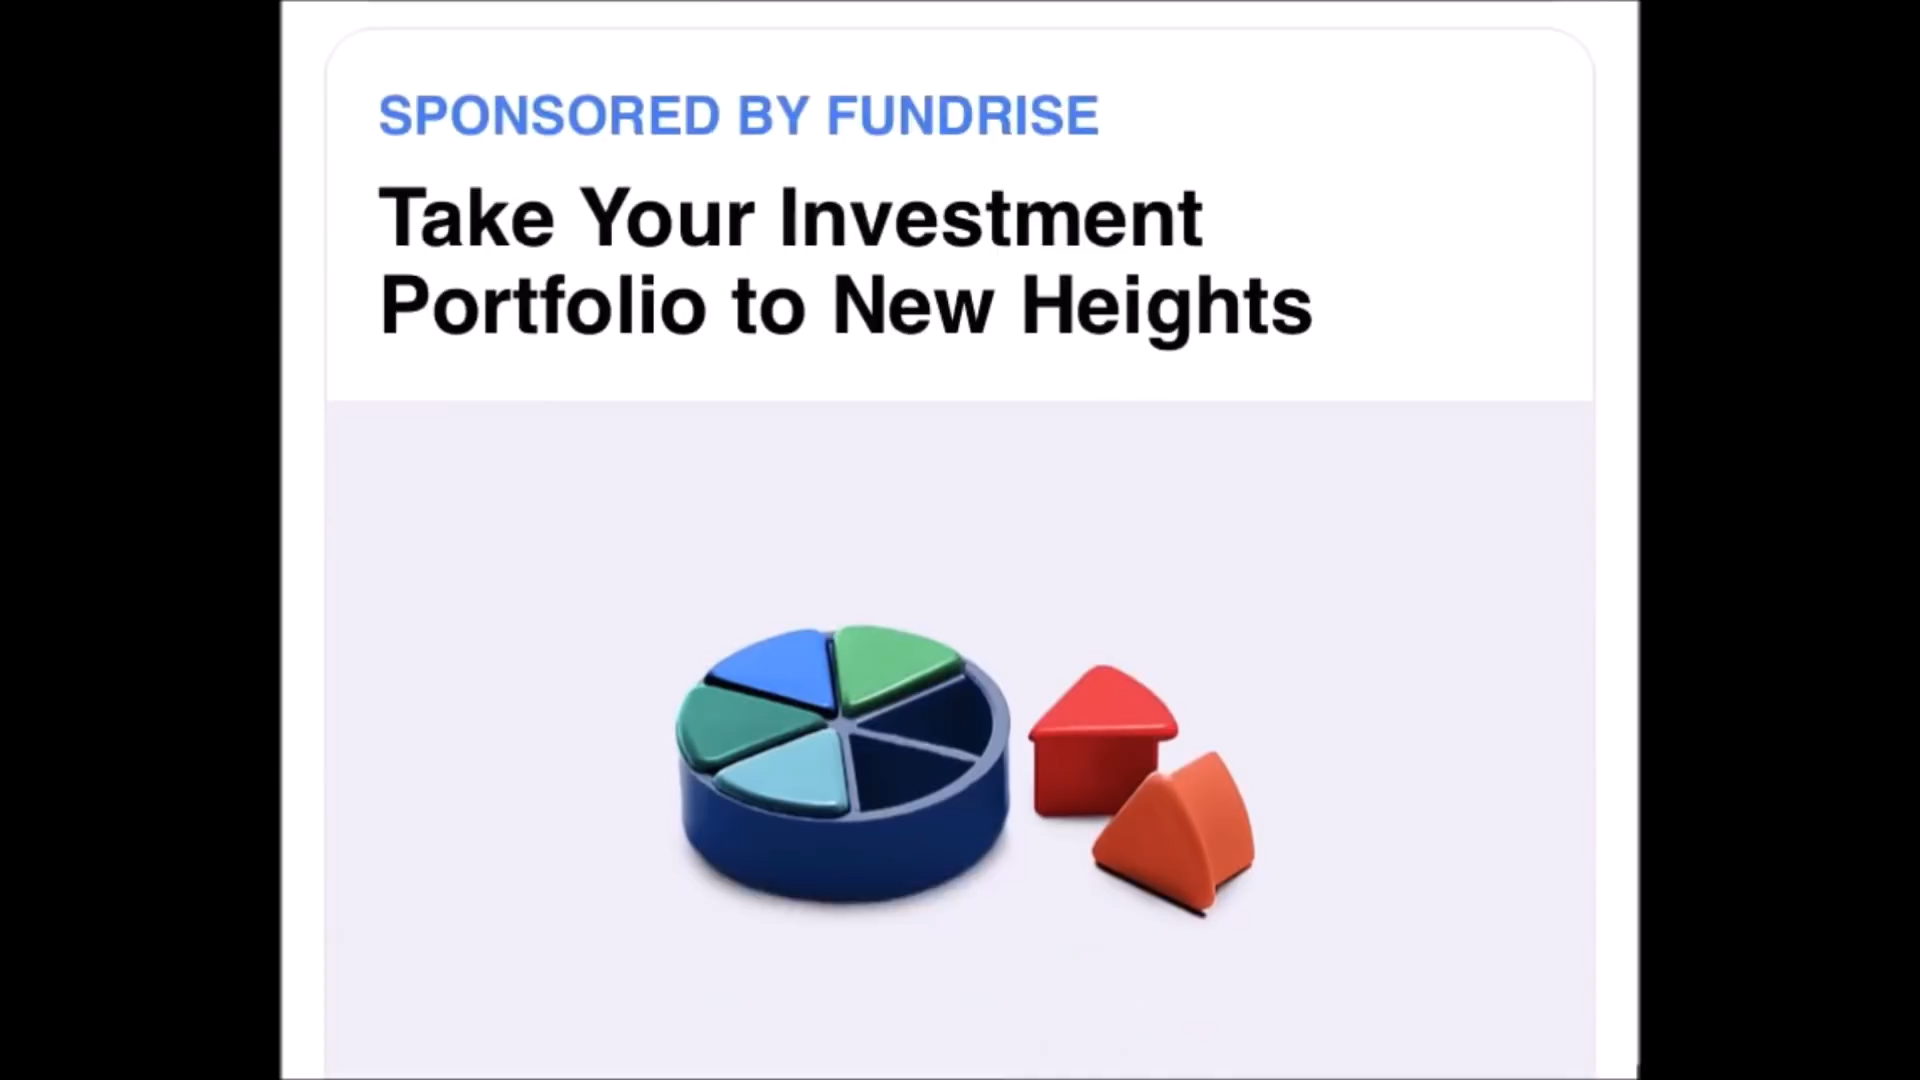 SPONSORED BY FUNDRISE
Take Your Investment
Portfolio to New Heights